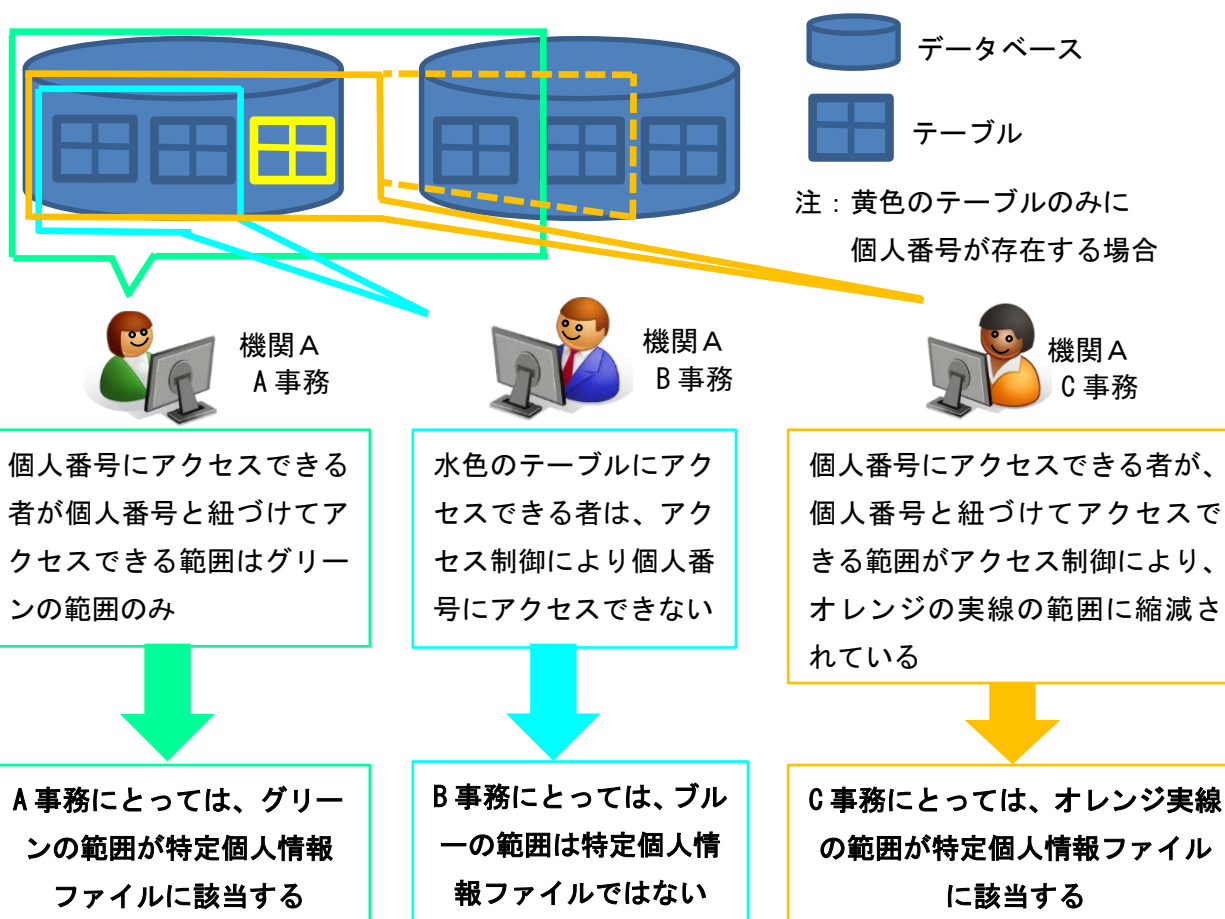 データベース
テーブル
注：黄色のテーブルのみに
個人番号が存在する場合
機関Ａ
A事務
機関Ａ
B事務
機関Ａ
C事務
個人番号にアクセスできる
者が個人番号と紐づけてア
クセスできる範囲はグリー
ンの範囲のみ
水色のテーブルにアク
セスできる者は、アク
セス制御により個人番
号にアクセスできない
個人番号にアクセスできる者が、
個人番号と紐づけてアクセスで
きる範囲がアクセス制御により、
オレンジの実線の範囲に縮減さ
れている
A事務にとっては、グリー
ンの範囲が特定個人情報
ファイルに該当する
B事務にとっては、ブル
ーの範囲は特定個人情
報ファイルではない
C事務にとっては、オレンジ実線
の範囲が特定個人情報ファイル
に該当する